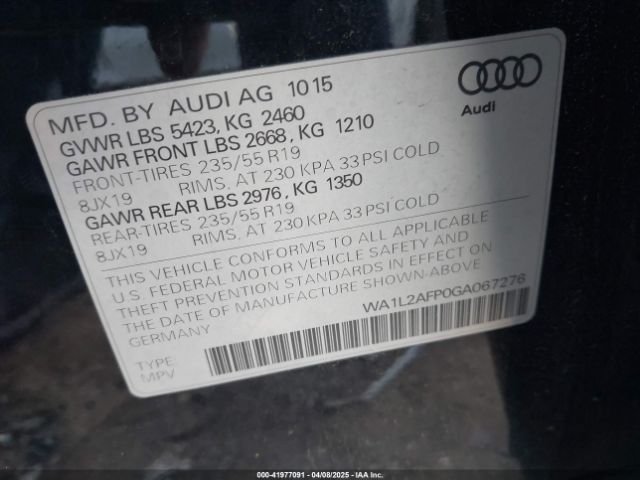 MFD. BY AUDI AG 10 15
GVWR LBS 5423, KG 2460
GAWR FRONT LBS 2668, KG 1210
FRONT-TIRES 235/55 R19
8JX19 RIMS, AT 230 KPA 33 PSI COLD
GAWR REAR LBS 2976, KG 1350
REAR-TIRES 235/55 R19
8JX19 RIMS, AT 230 KPA 33 PSI COLD
THIS VEHICLE CONFORMS TO ALL APPLICABLE
U.S. FEDERAL MOTOR VEHICLE SAFETY AND
THEFT PREVENTION STANDARDS IN EFFECT ON
THE DATE OF MANUFACTURE SHOWN-ABOVE.
GERMANY
Audi
WA1L2AFP0GA067276
TYPE:
MPV
000-41977091 - 04/08/2025 - IAAI Inc.